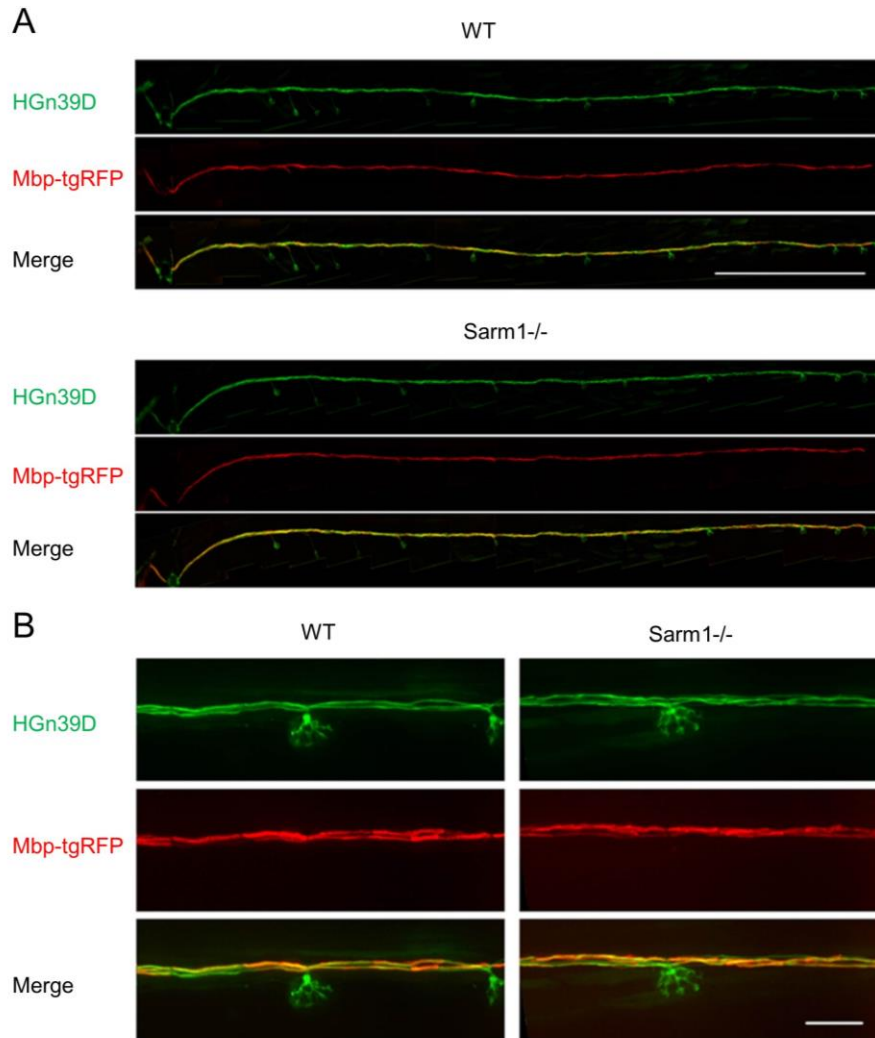 A
WT
HGn39D
Mbp-tgRFP
Merge
Sarm1-/-
HGn39D
Mbp-tgRFP
Merge
B
WT Sarm1-/-
HGn39D
Mbp-tgRFP
Merge